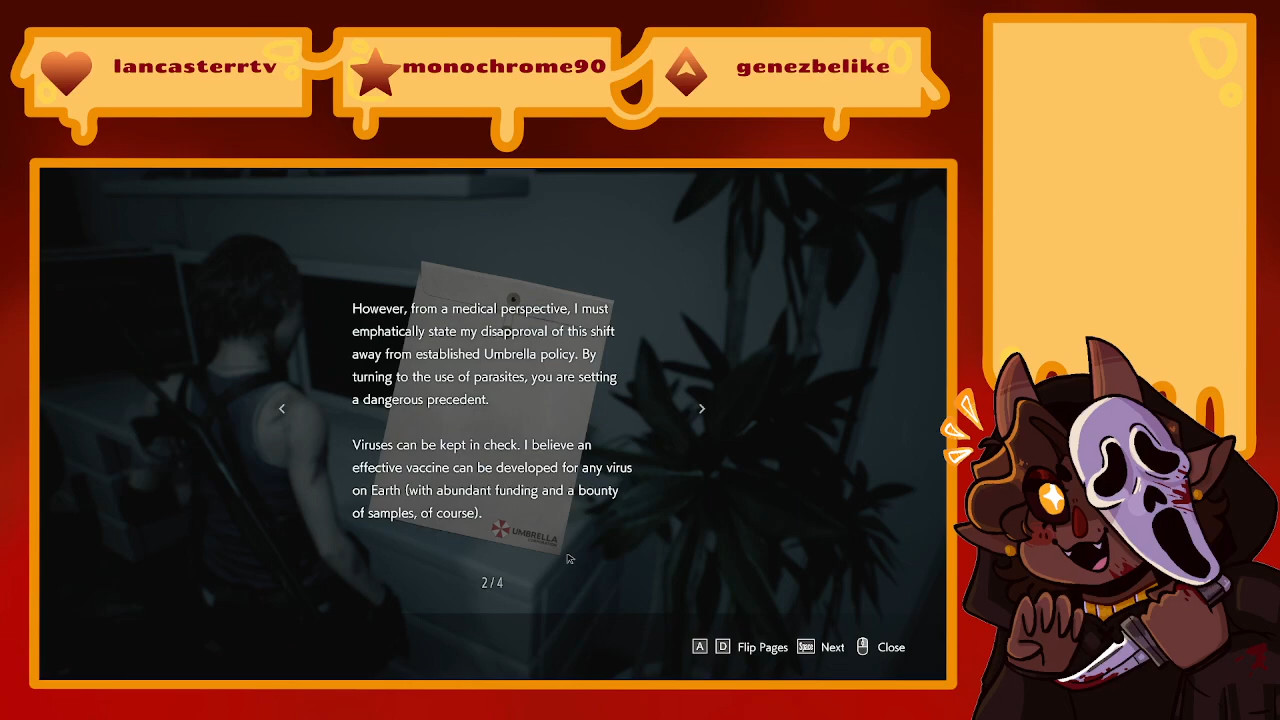 lancasterrtv
monochrome90
genezbelike
However, from a medical perspective, I must
emphatically state my disapproval of this shift
away from established Umbrella policy. By
turning to the use of parasites, you are setting
a dangerous precedent.
Viruses can be kept in check. I believe an
effective vaccine can be developed for any virus
on Earth (with abundant funding and a bounty
of samples, of course).
UMBRELLA
CORPORATION
2/4
A D Flip Pages Space Next Close